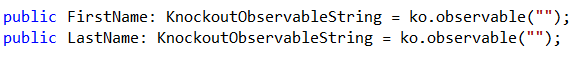 public FirstName: KnockoutObservableString = ko.observable("");
public LastName: KnockoutObservableString = ko.observable("");